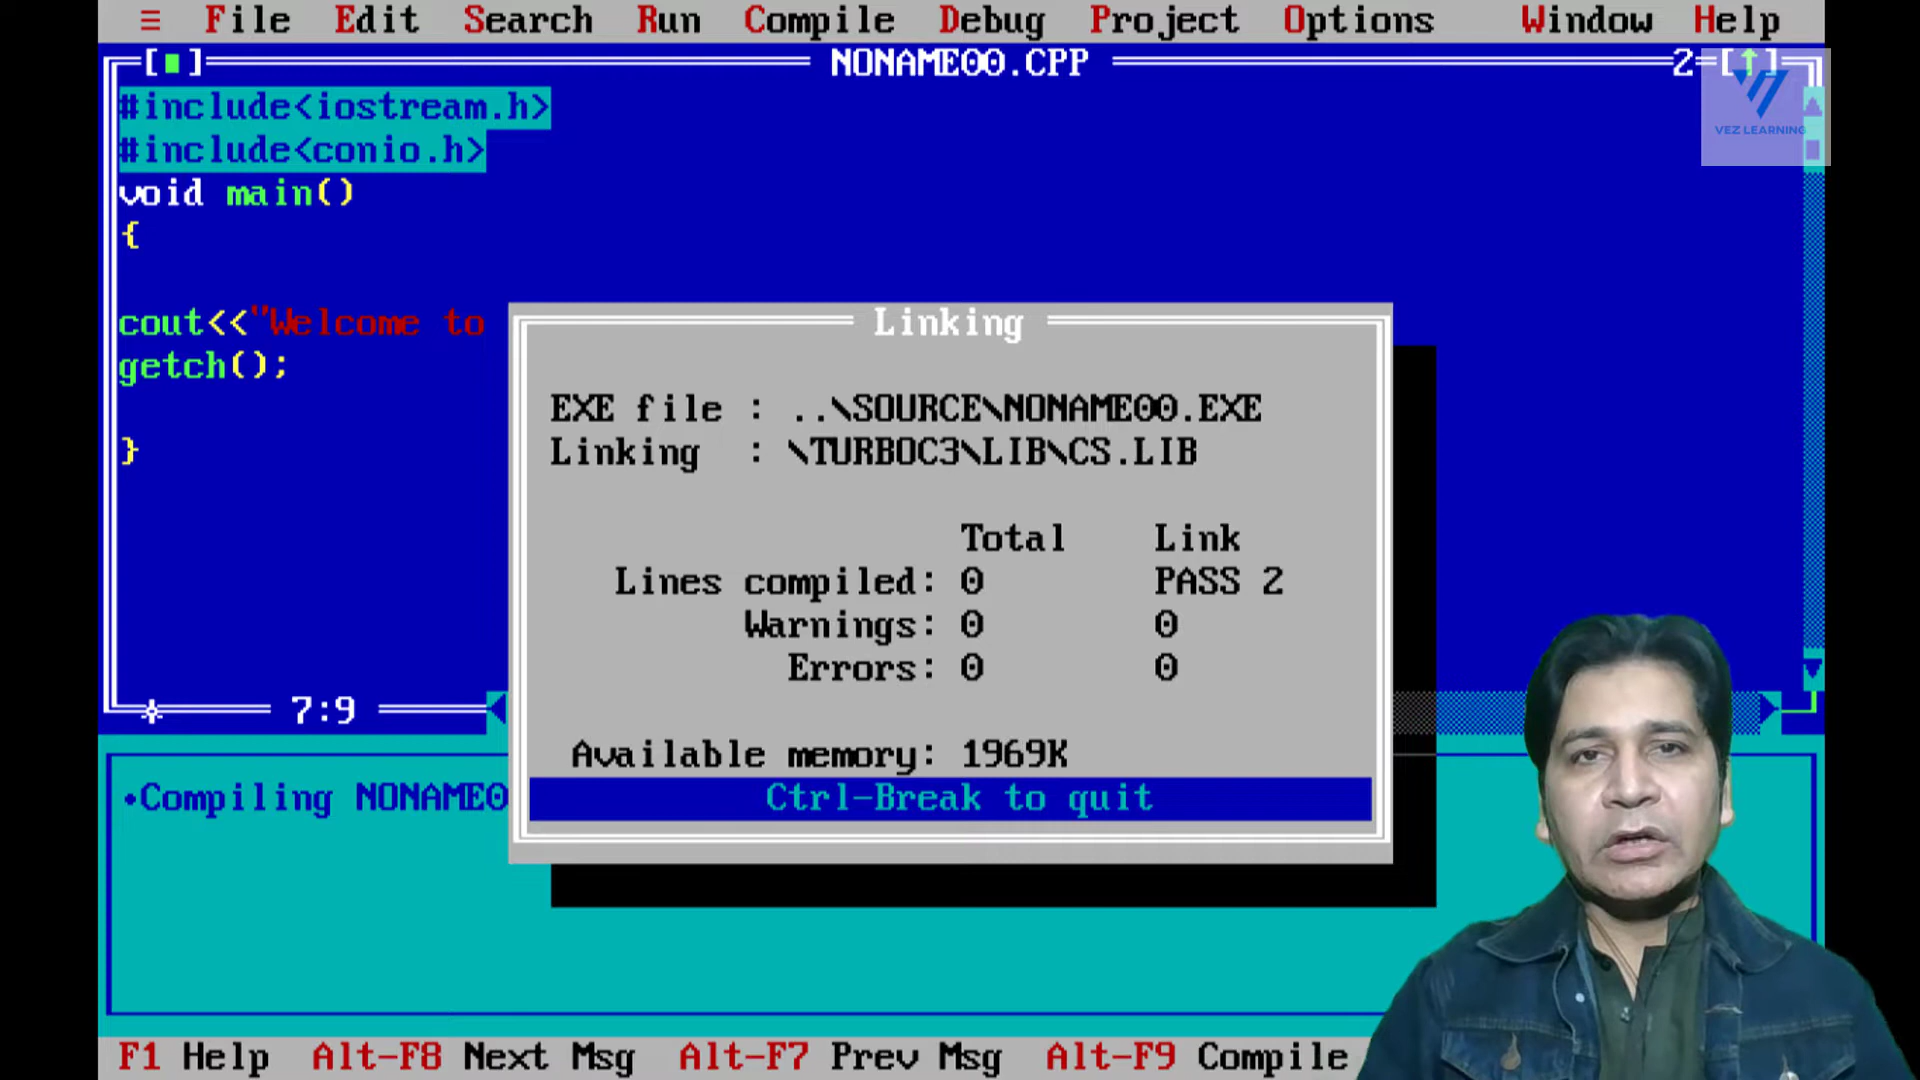 ≡ File Edit Search Run Compile Debug Project Options Window Help
[■] NONAME00.CPP 2=[↑]
VEZ LEARNING
#include<iostream.h>
#include<conio.h>
void main()
{
cout<<"Welcome to
getch();
}
7:9
Linking
EXE file : ..\SOURCE\NONAME00.EXE
Linking : \TURBOC3\LIB\CS.LIB
Total Link
Lines compiled: 0 PASS 2
Warnings: 0 0
Errors: 0 0
Available memory: 1969K
Ctrl-Break to quit
•Compiling NONAME0
F1 Help Alt-F8 Next Msg Alt-F7 Prev Msg Alt-F9 Compile